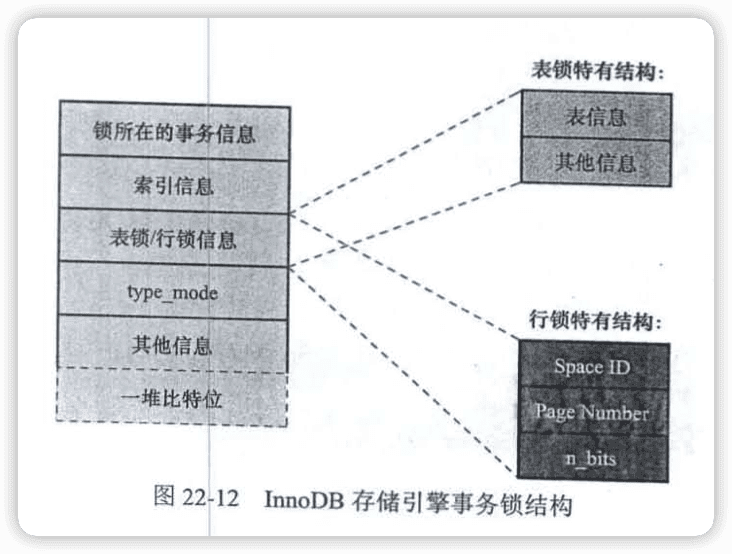 表锁特有结构：
表信息
其他信息
锁所在的事务信息
索引信息
表锁/行锁信息
type_mode
其他信息
一堆比特位
行锁特有结构：
Space ID
Page Number
n_bits
图 22-12 InnoDB 存储引擎事务锁结构